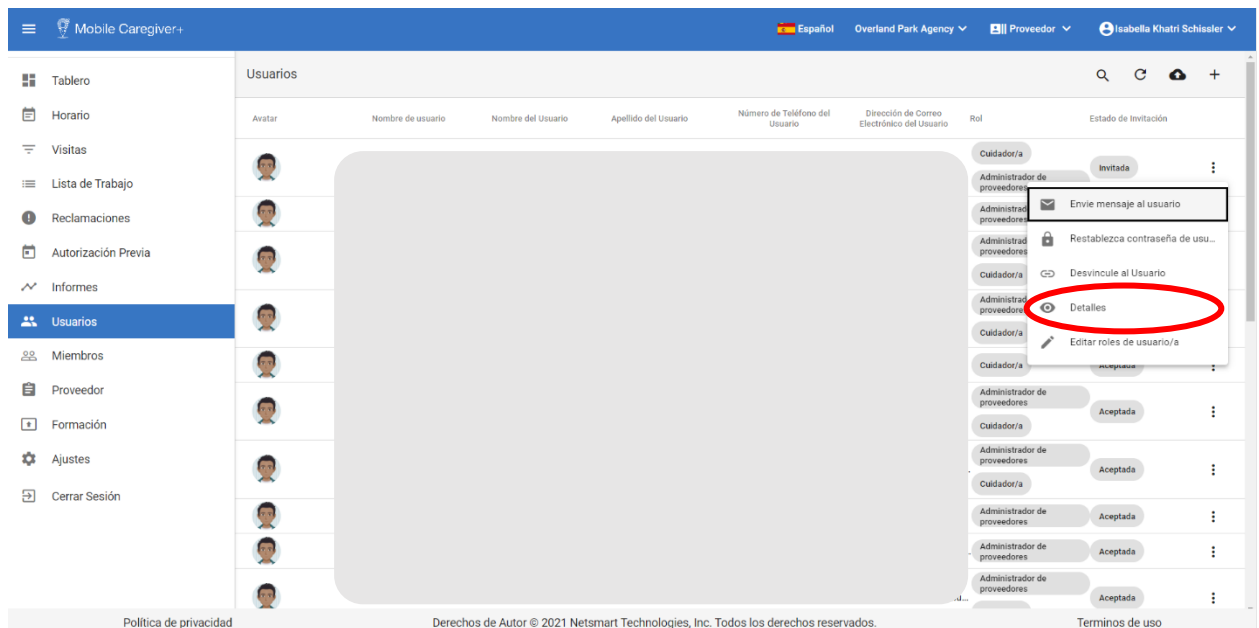 Mobile Caregiver+
Español
Overland Park Agency
Proveedor
Isabella Khatri Schissler
Tablero
Horario
Visitas
Lista de Trabajo
Reclamaciones
Autorización Previa
Informes
Usuarios
Miembros
Proveedor
Formación
Ajustes
Cerrar Sesión
Usuarios
Avatar
Nombre de usuario
Nombre del Usuario
Apellido del Usuario
Número de Teléfono del
Usuario
Dirección de Correo
Electrónico del Usuario
Rol
Estado de Invitación
Cuidador/a
Administrador de
proveedores
Invitada
Envie mensaje al usuario
Restablezca contraseña de usu...
Desvincule al Usuario
Detalles
Editar roles de usuario/a
proveedores
Cuidador/a
Cuidador/a
Cuidador/a
Aceptada
Administrador de
proveedores
Cuidador/a
Aceptada
Administrador de
proveedores
Cuidador/a
Aceptada
Administrador de
proveedores
Aceptada
Administrador de
proveedores
Aceptada
Administrador de
proveedores
Aceptada
Política de privacidad
Derechos de Autor © 2021 Netsmart Technologies, Inc. Todos los derechos reservados.
Terminos de uso